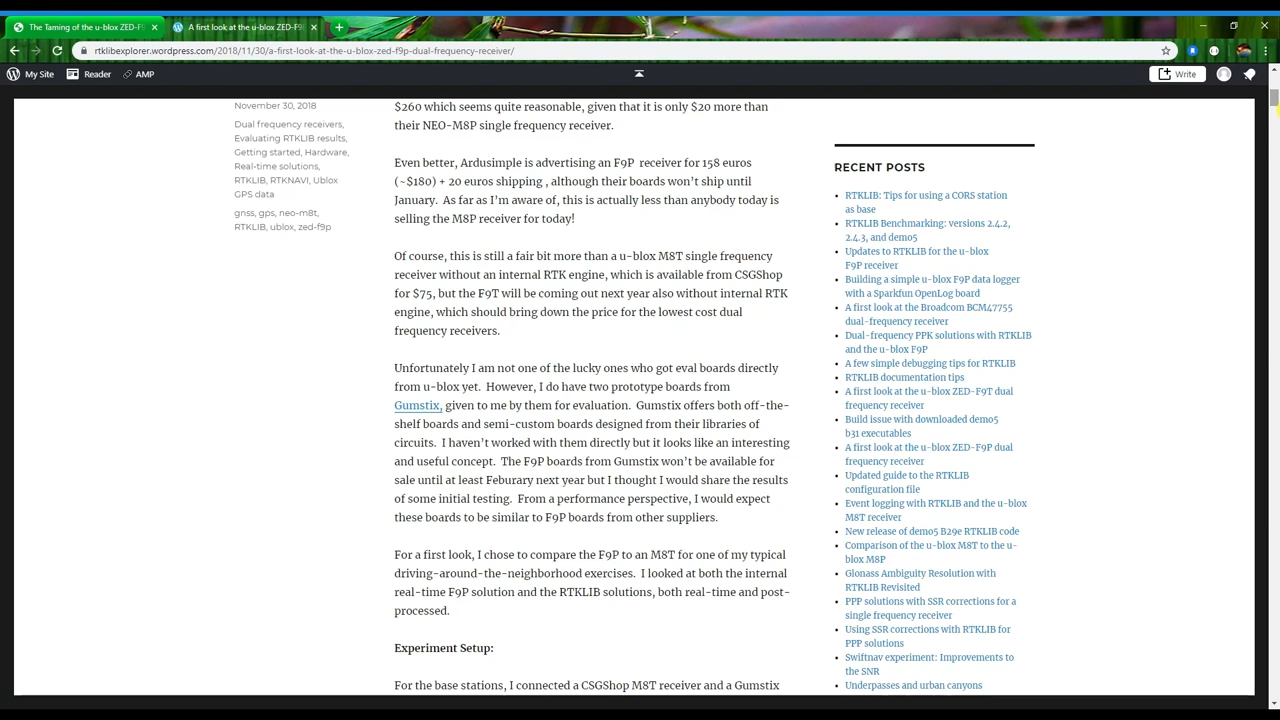 The Taming of the u-blox ZED-F9
A first look at the u-blox ZED-F9
rtklibexplorer.wordpress.com/2018/11/30/a-first-look-at-the-u-blox-zed-f9p-dual-frequency-receiver/
My Site
Reader
AMP
Write
November 30, 2018
Dual frequency receivers,
Evaluating RTKLIB results,
Getting started, Hardware,
Real-time solutions,
RTKLIB, RTKNAVI, Ublox
GPS data
gnss, gps, neo-m8t,
RTKLIB, ublox, zed-f9p
$260 which seems quite reasonable, given that it is only $20 more than
their NEO-M8P single frequency receiver.
Even better, Ardusimple is advertising an F9P  receiver for 158 euros
(~$180) + 20 euros shipping , although their boards won't ship until
January.  As far as I'm aware of, this is actually less than anybody today is
selling the M8P receiver for today!
Of course, this is still a fair bit more than a u-blox M8T single frequency
receiver without an internal RTK engine, which is available from CSGShop
for $75, but the F9T will be coming out next year also without internal RTK
engine, which should bring down the price for the lowest cost dual
frequency receivers.
Unfortunately I am not one of the lucky ones who got eval boards directly
from u-blox yet.  However, I do have two prototype boards from
Gumstix, given to me by them for evaluation.  Gumstix offers both off-the-
shelf boards and semi-custom boards designed from their libraries of
circuits.  I haven't worked with them directly but it looks like an interesting
and useful concept.  The F9P boards from Gumstix won't be available for
sale until at least Feburary next year but I thought I would share the results
of some initial testing.  From a performance perspective, I would expect
these boards to be similar to F9P boards from other suppliers.
For a first look, I chose to compare the F9P to an M8T for one of my typical
driving-around-the-neighborhood exercises.  I looked at both the internal
real-time F9P solution and the RTKLIB solutions, both real-time and post-
processed.
Experiment Setup:
For the base stations, I connected a CSGShop M8T receiver and a Gumstix
RECENT POSTS
RTKLIB: Tips for using a CORS station
as base
RTKLIB Benchmarking: versions 2.4.2,
2.4.3, and demo5
Updates to RTKLIB for the u-blox
F9P receiver
Building a simple u-blox F9P data logger
with a Sparkfun OpenLog board
A first look at the Broadcom BCM47755
dual-frequency receiver
Dual-frequency PPK solutions with RTKLIB
and the u-blox F9P
A few simple debugging tips for RTKLIB
RTKLIB documentation tips
A first look at the u-blox ZED-F9T dual
frequency receiver
Build issue with downloaded demo5
b31 executables
A first look at the u-blox ZED-F9P dual
frequency receiver
Updated guide to the RTKLIB
configuration file
Event logging with RTKLIB and the u-blox
M8T receiver
New release of demo5 B29e RTKLIB code
Comparison of the u-blox M8T to the u-
blox M8P
Glonass Ambiguity Resolution with
RTKLIB Revisited
PPP solutions with SSR corrections for a
single frequency receiver
Using SSR corrections with RTKLIB for
PPP solutions
Swiftnav experiment: Improvements to
the SNR
Underpasses and urban canyons